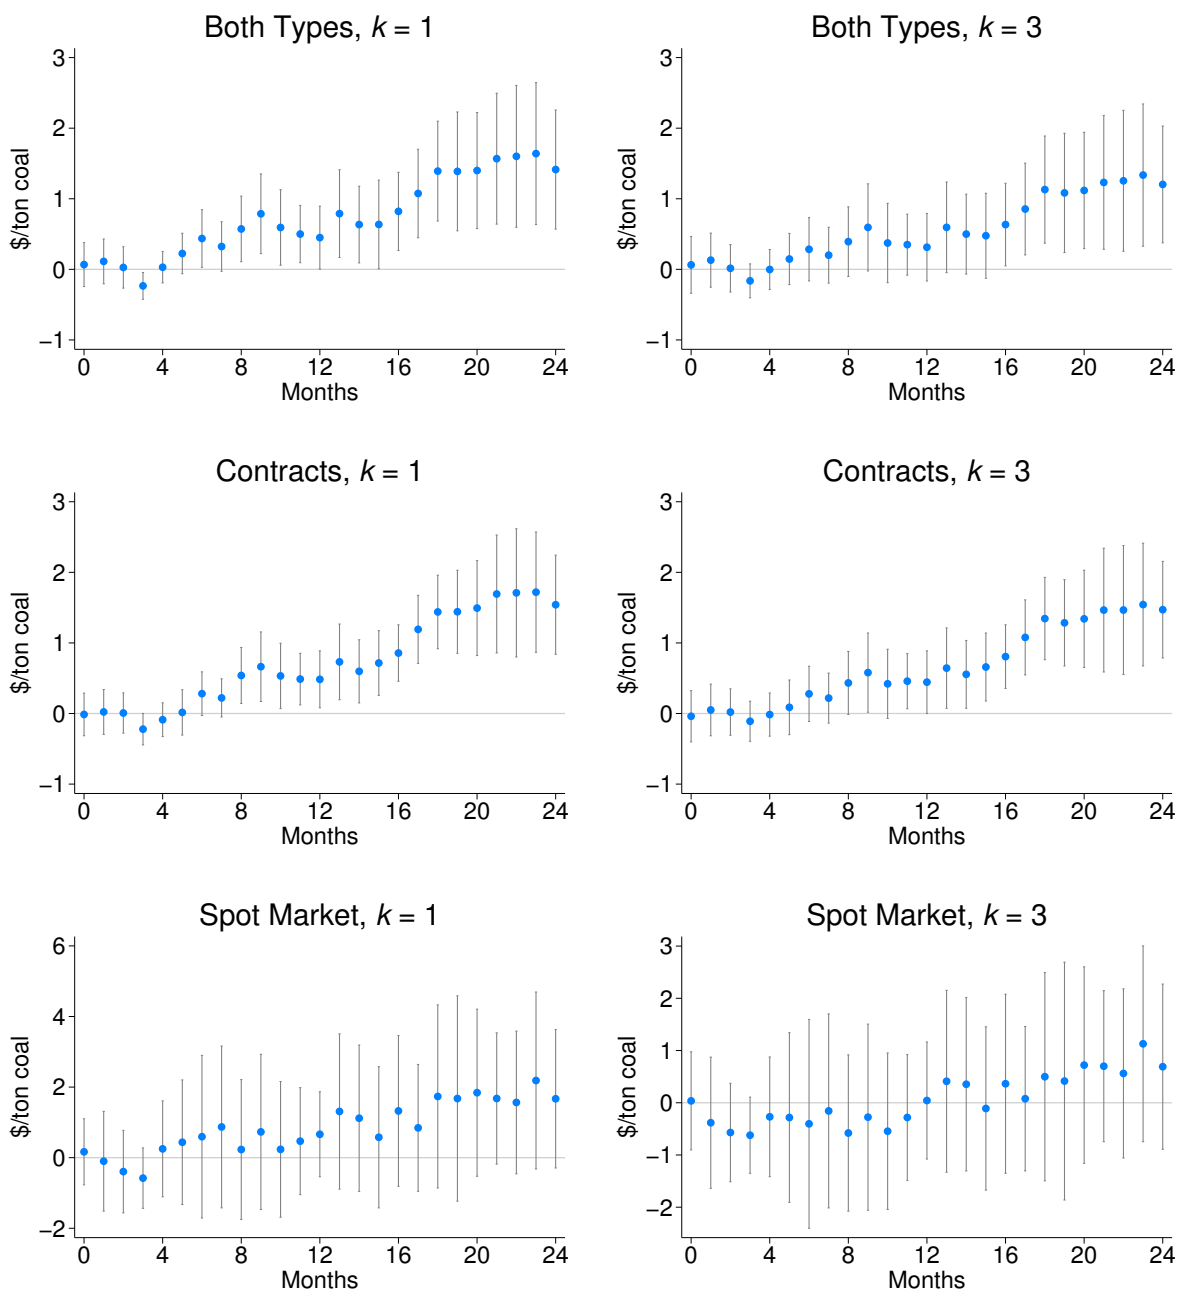 Both Types, k = 1
3
2
1
0
−1
$/ton coal
0 4 8 12 16 20 24
Months
Both Types, k = 3
3
2
1
0
−1
$/ton coal
0 4 8 12 16 20 24
Months
Contracts, k = 1
3
2
1
0
−1
$/ton coal
0 4 8 12 16 20 24
Months
Contracts, k = 3
3
2
1
0
−1
$/ton coal
0 4 8 12 16 20 24
Months
Spot Market, k = 1
6
4
2
0
−2
$/ton coal
0 4 8 12 16 20 24
Months
Spot Market, k = 3
3
2
1
0
−1
−2
$/ton coal
0 4 8 12 16 20 24
Months